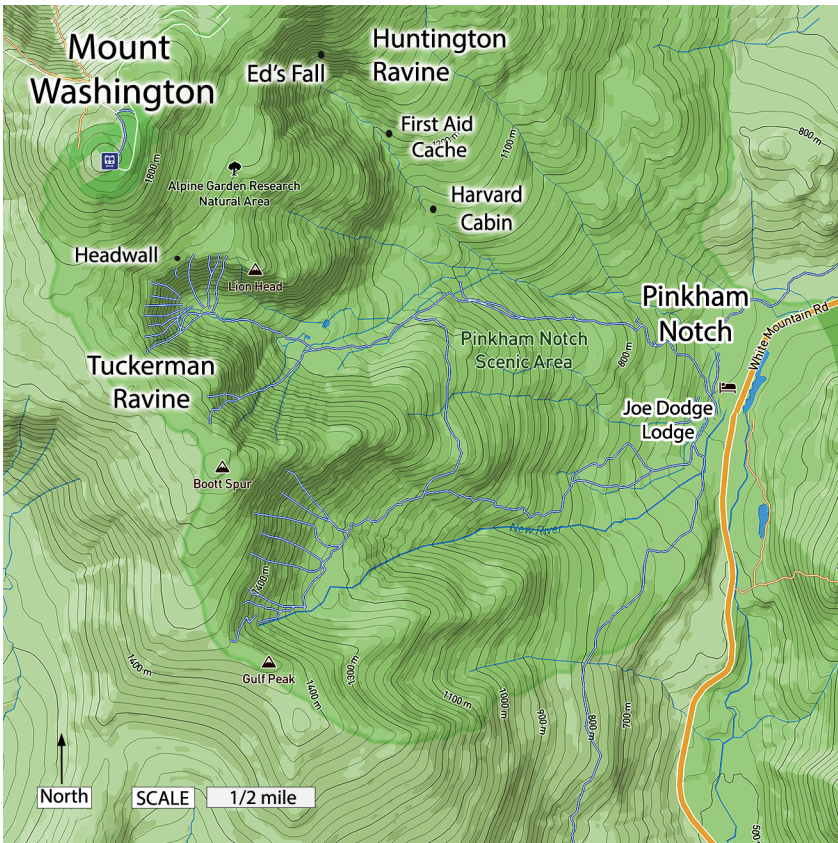 Mount
Washington
Huntington
Ravine
Ed's Fall
First Aid
Cache
1100 m
800 m
1800 m
Alpine Garden Research
Natural Area
Harvard
Cabin
Headwall
Lion Head
Pinkham
Notch
White Mountain Rd
Pinkham Notch
Scenic Area
800 m
Tuckerman
Ravine
Joe Dodge
Lodge
Boott Spur
New River
1400 m
Gulf Peak
1400 m
1400 m
1300 m
1100 m
1000 m
900 m
800 m
700 m
North
SCALE
1/2 mile